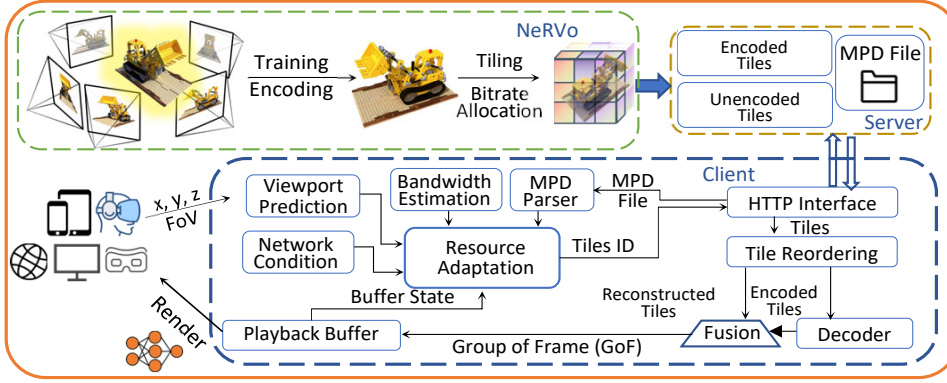 NeRVo
Training
Encoding
Tiling
Bitrate
Allocation
Encoded
Tiles
Unencoded
Tiles
MPD File
Server
Client
x, y, z
FoV
Viewport
Prediction
Bandwidth
Estimation
MPD
Parser
MPD
File
HTTP Interface
Network
Condition
Resource
Adaptation
Tiles ID
Tiles
Tile Reordering
Buffer State
Reconstructed
Tiles
Encoded
Tiles
Render
Playback Buffer
Group of Frame (GoF)
Fusion
Decoder